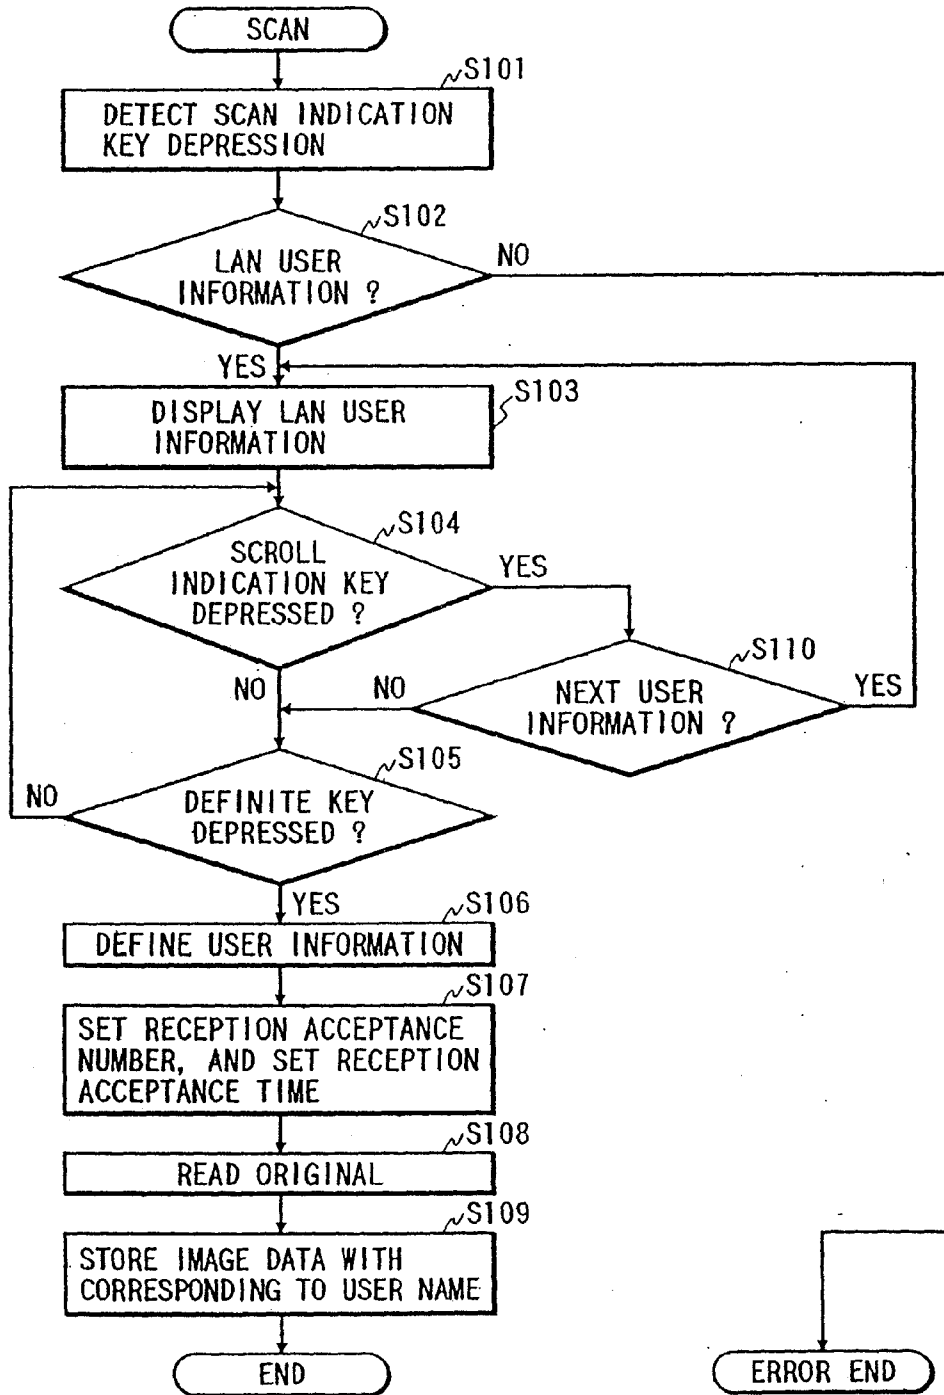 SCAN
S101
DETECT SCAN INDICATION
KEY DEPRESSION
S102
LAN USER
INFORMATION ?
NO
YES
S103
DISPLAY LAN USER
INFORMATION
S104
SCROLL
INDICATION KEY
DEPRESSED ?
YES
S110
NEXT USER
INFORMATION ?
YES
NO
NO
S105
DEFINITE KEY
DEPRESSED ?
NO
YES
S106
DEFINE USER INFORMATION
S107
SET RECEPTION ACCEPTANCE
NUMBER, AND SET RECEPTION
ACCEPTANCE TIME
S108
READ ORIGINAL
S109
STORE IMAGE DATA WITH
CORRESPONDING TO USER NAME
END
ERROR END